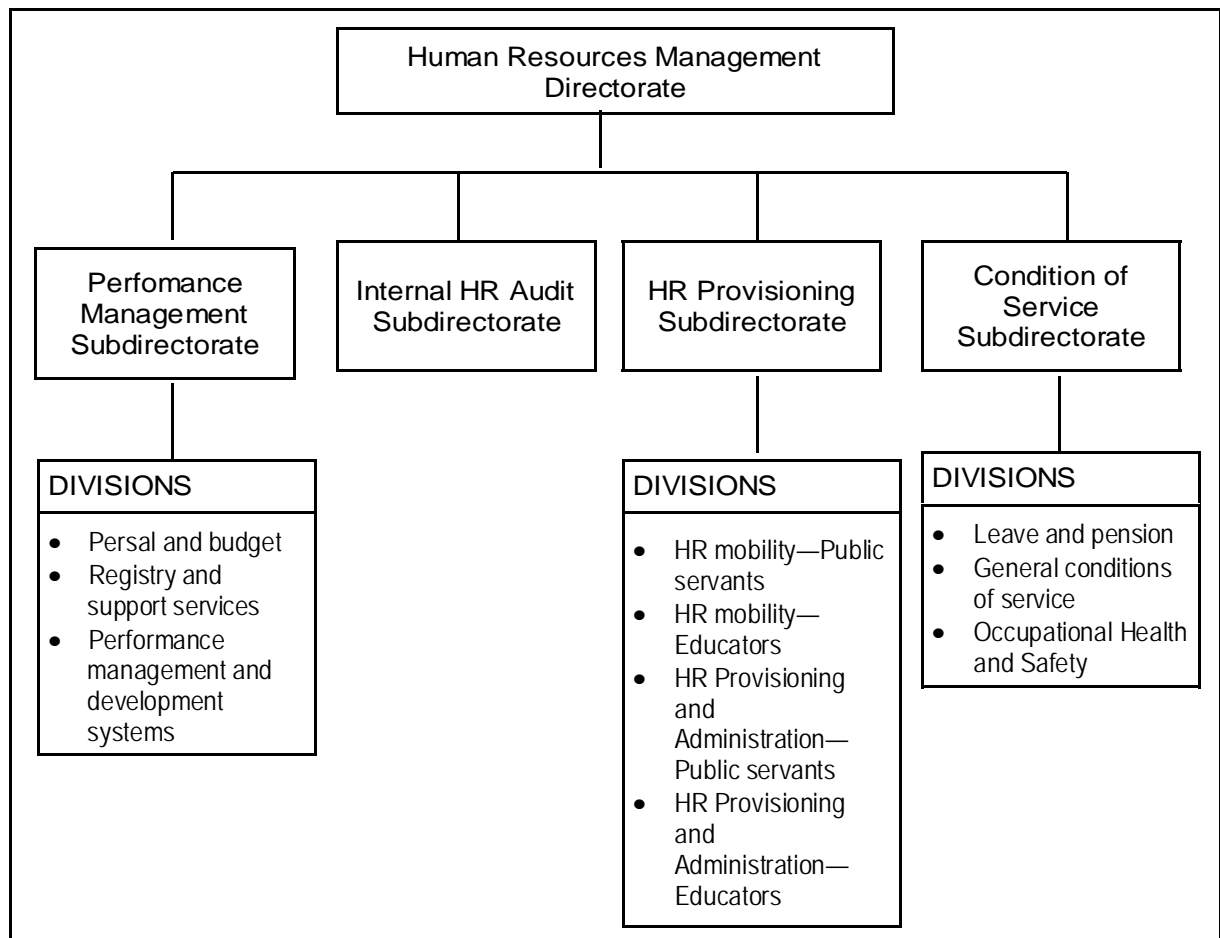 Human Resources Management
Directorate
Perfomance
Management
Subdirectorate
Internal HR Audit
Subdirectorate
HR Provisioning
Subdirectorate
Condition of
Service
Subdirectorate
DIVISIONS
• Persal and budget
• Registry and
support services
• Performance
management and
development
systems
DIVISIONS
• HR mobility—Public
servants
• HR mobility—
Educators
• HR Provisioning
and
Administration—
Public servants
• HR Provisioning
and
Administration—
Educators
DIVISIONS
• Leave and pension
• General conditions
of service
• Occupational Health
and Safety